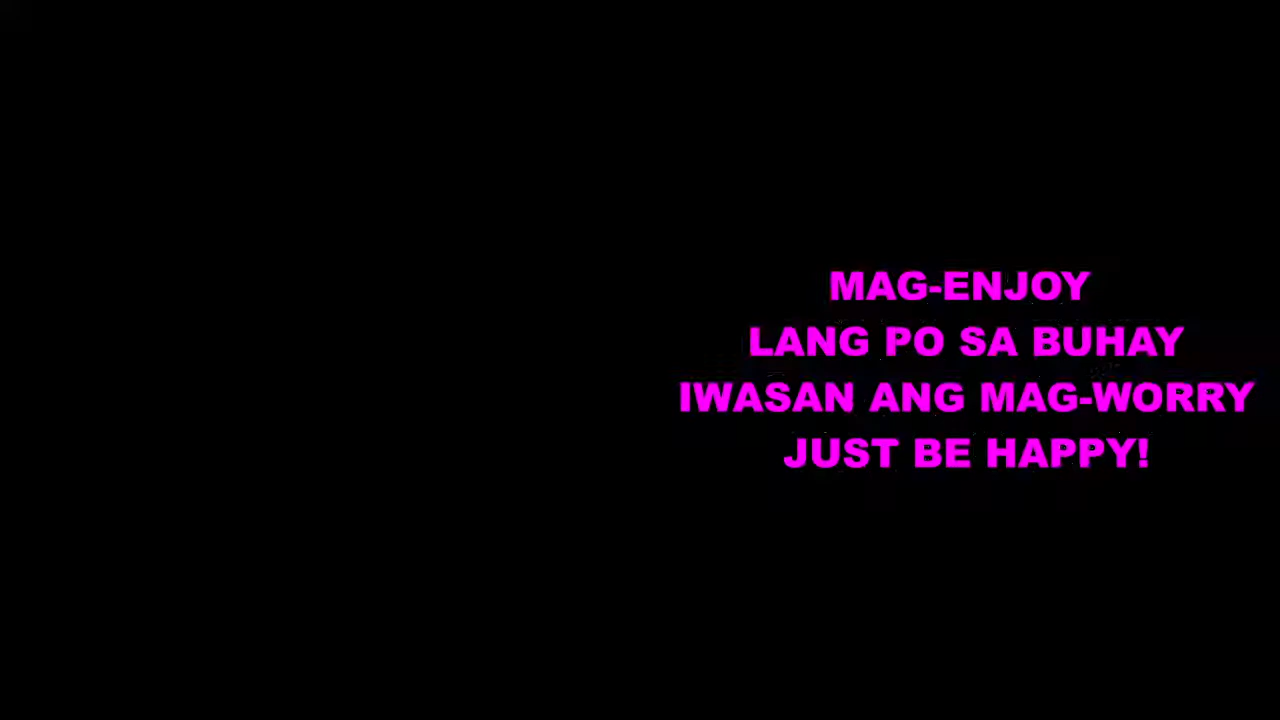 MAG-ENJOY
LANG PO SA BUHAY
IWASAN ANG MAG-WORRY
JUST BE HAPPY!